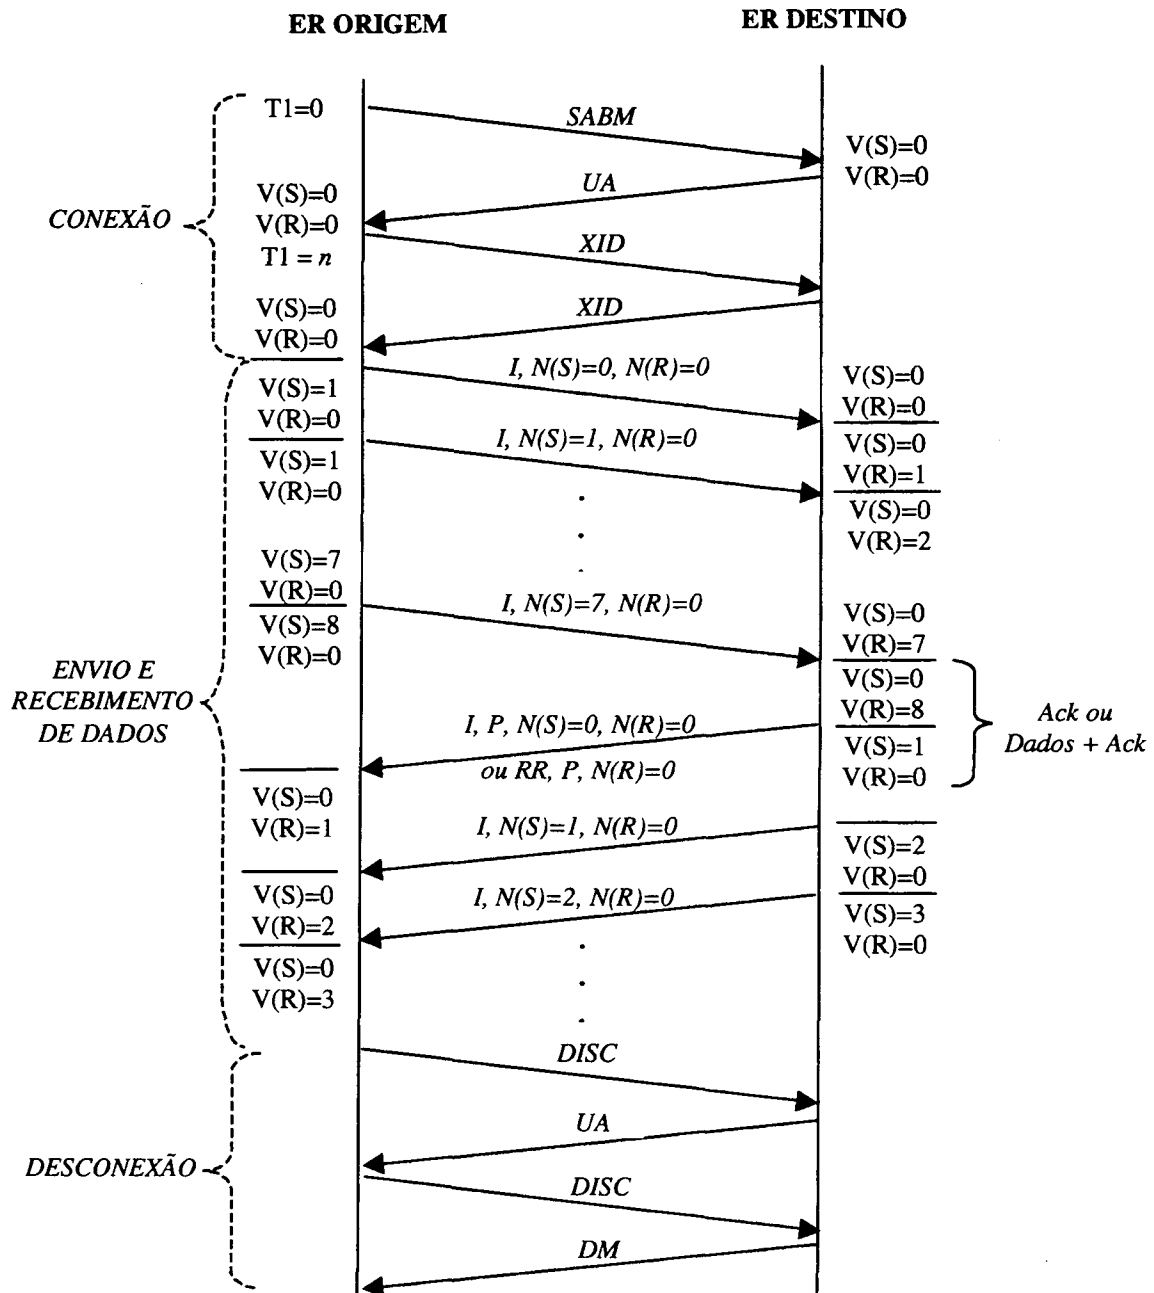 ER ORIGEM
ER DESTINO
T1=0
SABM
V(S)=0
V(R)=0
UA
V(S)=0
V(R)=0
T1 = n
CONEXÃO
XID
XID
V(S)=0
V(R)=0
I, N(S)=0, N(R)=0
V(S)=0
V(R)=0
V(S)=1
V(R)=0
I, N(S)=1, N(R)=0
V(S)=0
V(R)=1
V(S)=1
V(R)=0
V(S)=0
V(R)=2
V(S)=7
V(R)=0
I, N(S)=7, N(R)=0
V(S)=0
V(R)=7
V(S)=8
V(R)=0
ENVIO E
RECEBIMENTO
DE DADOS
V(S)=0
V(R)=8
Ack ou
Dados + Ack
I, P, N(S)=0, N(R)=0
ou RR, P, N(R)=0
V(S)=1
V(R)=0
V(S)=0
V(R)=1
I, N(S)=1, N(R)=0
V(S)=2
V(R)=0
V(S)=0
V(R)=2
I, N(S)=2, N(R)=0
V(S)=3
V(R)=0
V(S)=0
V(R)=3
DISC
UA
DESCONEXÃO
DISC
DM